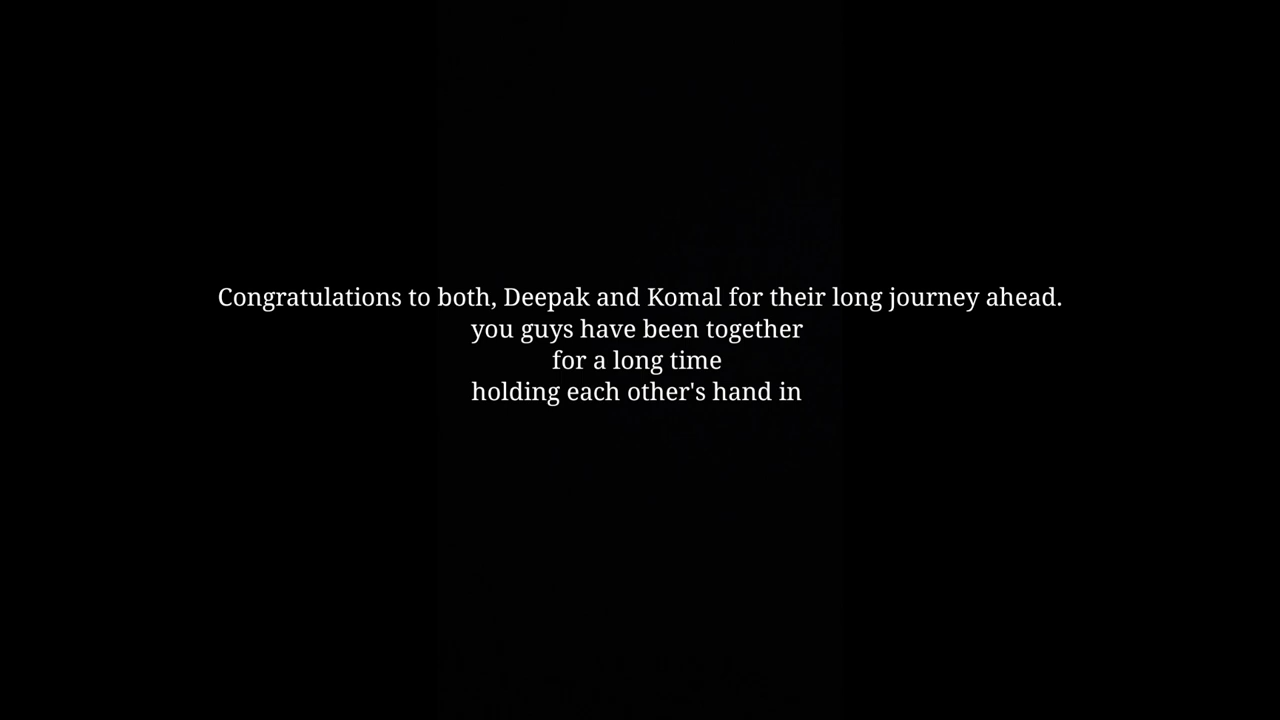 Congratulations to both, Deepak and Komal for their long journey ahead.
you guys have been together
for a long time
holding each other's hand in